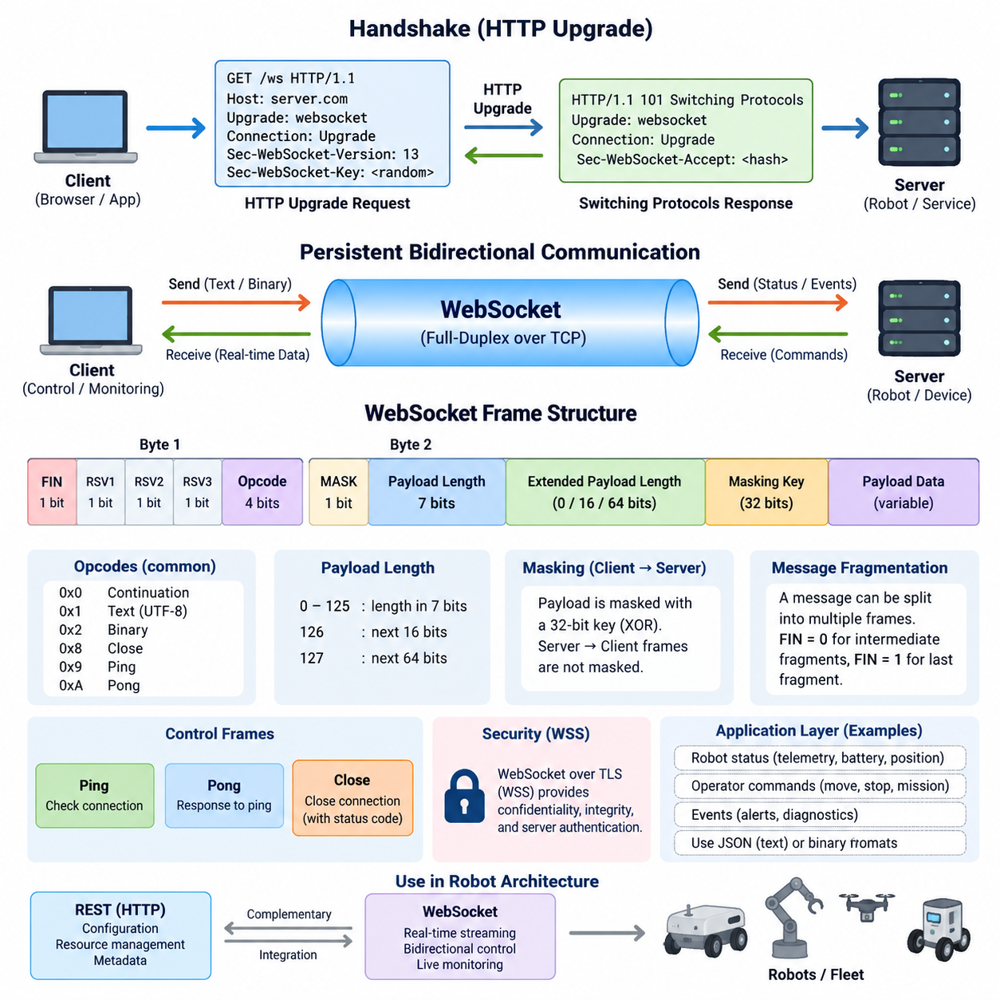 Handshake (HTTP Upgrade)
Client
(Browser / App)
GET /ws HTTP/1.1
Host: server.com
Upgrade: websocket
Connection: Upgrade
Sec-WebSocket-Version: 13
Sec-WebSocket-Key: <random>
HTTP Upgrade Request
HTTP
Upgrade
HTTP/1.1 101 Switching Protocols
Upgrade: websocket
Connection: Upgrade
Sec-WebSocket-Accept: <hash>
Switching Protocols Response
Server
(Robot / Service)
Persistent Bidirectional Communication
Client
(Control / Monitoring)
Send (Text / Binary)
Receive (Real-time Data)
WebSocket
(Full-Duplex over TCP)
Send (Status / Events)
Receive (Commands)
Server
(Robot / Device)
WebSocket Frame Structure
Byte 1
Byte 2
FIN
1 bit
RSV1
1 bit
RSV2
1 bit
RSV3
1 bit
Opcode
4 bits
MASK
1 bit
Payload Length
7 bits
Extended Payload Length
(0 / 16 / 64 bits)
Masking Key
(32 bits)
Payload Data
(variable)
Opcodes (common)
0x0 Continuation
0x1 Text (UTF-8)
0x2 Binary
0x8 Close
0x9 Ping
0xA Pong
Payload Length
0 – 125 : length in 7 bits
126 : next 16 bits
127 : next 64 bits
Masking (Client → Server)
Payload is masked with
a 32-bit key (XOR).
Server → Client frames
are not masked.
Message Fragmentation
A message can be split
into multiple frames.
FIN = 0 for intermediate
fragments, FIN = 1 for last
fragment.
Control Frames
Ping
Check connection
Pong
Response to ping
Close
Close connection
(with status code)
Security (WSS)
WebSocket over TLS
(WSS) provides
confidentiality, integrity,
and server authentication.
Application Layer (Examples)
Robot status (telemetry, battery, position)
Operator commands (move, stop, mission)
Events (alerts, diagnostics)
Use JSON (text) or binary fromats
Use in Robot Architecture
REST (HTTP)
Configuration
Resource management
Metadata
Complementary
Integration
WebSocket
Real-time streaming
Bidirectional control
Live monitoring
Robots / Fleet